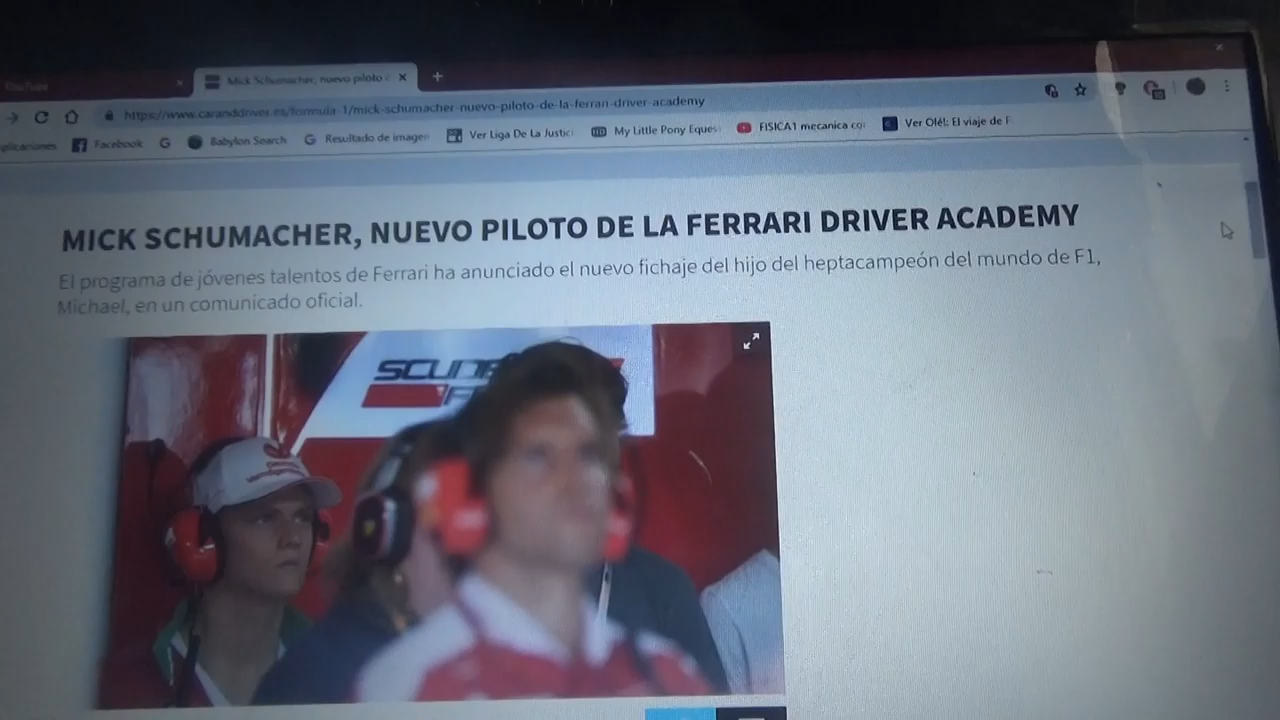 YouTube
Mick Schumacher, nuevo piloto
https://www.caranddriver.es/formula-1/mick-schumacher-nuevo-piloto-de-la-ferrari-driver-academy
plicaciones Facebook G Babylon Search Resultado de imagen Ver Liga De La Justici My Little Pony Eques FISICA1 mecanica Ver Olé!: El viaje de F
MICK SCHUMACHER, NUEVO PILOTO DE LA FERRARI DRIVER ACADEMY
El programa de jóvenes talentos de Ferrari ha anunciado el nuevo fichaje del hijo del heptacampeón del mundo de F1,
Michael, en un comunicado oficial.
SCUDE
F